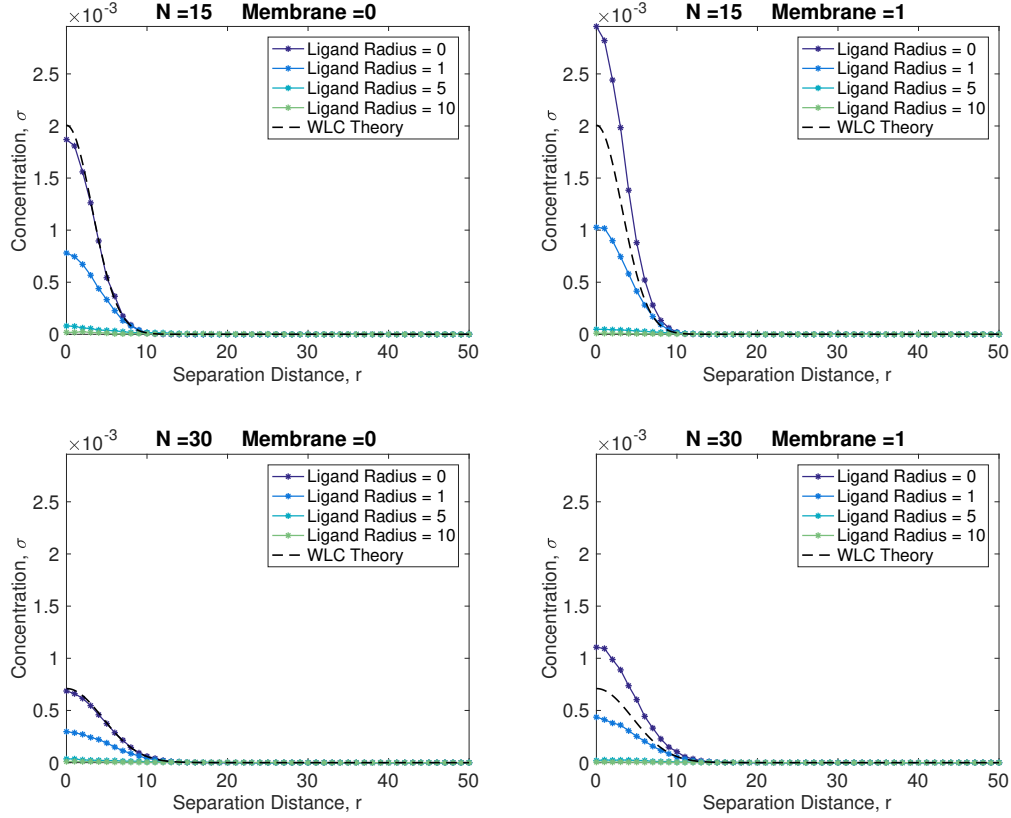 N =15 Membrane =0
×10-3
Concentration, σ
2.5
2
1.5
1
0.5
0
0 10 20 30 40 50
Separation Distance, r
Ligand Radius = 0
Ligand Radius = 1
Ligand Radius = 5
Ligand Radius = 10
WLC Theory
N =15 Membrane =1
×10-3
Concentration, σ
2.5
2
1.5
1
0.5
0
0 10 20 30 40 50
Separation Distance, r
Ligand Radius = 0
Ligand Radius = 1
Ligand Radius = 5
Ligand Radius = 10
WLC Theory
N =30 Membrane =0
×10-3
Concentration, σ
2.5
2
1.5
1
0.5
0
0 10 20 30 40 50
Separation Distance, r
Ligand Radius = 0
Ligand Radius = 1
Ligand Radius = 5
Ligand Radius = 10
WLC Theory
N =30 Membrane =1
×10-3
Concentration, σ
2.5
2
1.5
1
0.5
0
0 10 20 30 40 50
Separation Distance, r
Ligand Radius = 0
Ligand Radius = 1
Ligand Radius = 5
Ligand Radius = 10
WLC Theory